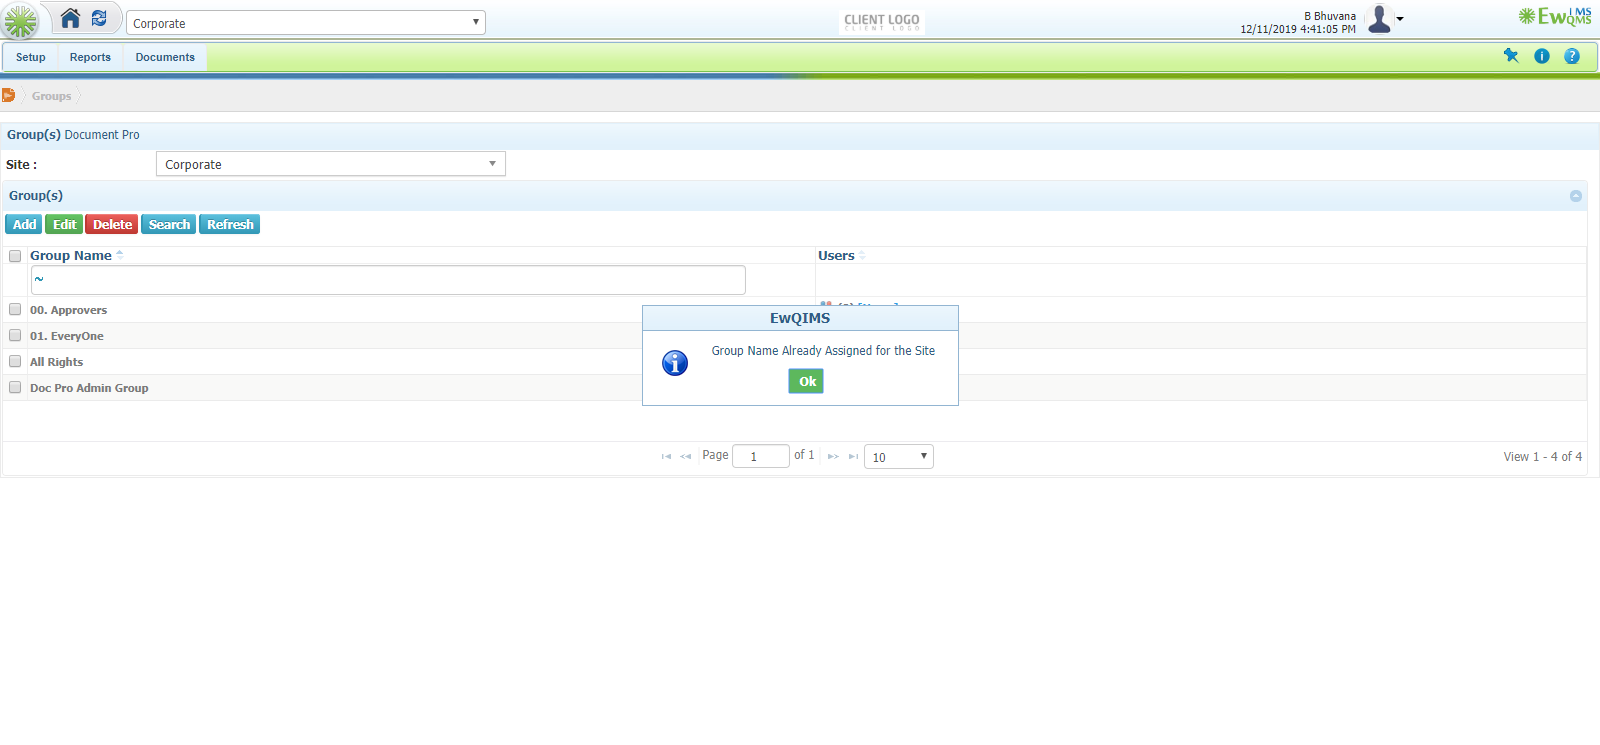 Corporate
CLIENT LOGO
CLIENT LOGO
B Bhuvana
12/11/2019 4:41:05 PM
EwQIMS
QMS
Setup Reports Documents
Groups
Group(s) Document Pro
Site : Corporate
Group(s)
Add Edit Delete Search Refresh
Group Name Users
~
00. Approvers
01. EveryOne
All Rights
Doc Pro Admin Group
EwQIMS
Group Name Already Assigned for the Site
Ok
Page 1 of 1 10 View 1 - 4 of 4